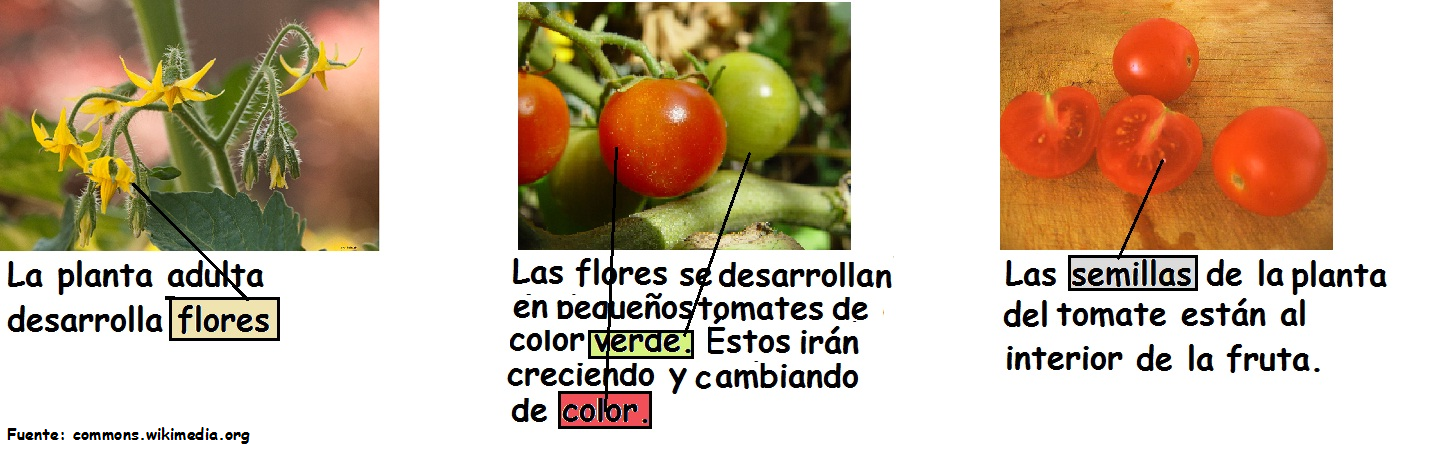 La planta adulta
desarrolla flores
Las flores se desarrollan
en pequeños tomates de
color verde. Éstos irán
creciendo y cambiando
de color.
Las semillas de la planta
del tomate están al
interior de la fruta.
Fuente: commons.wikimedia.org